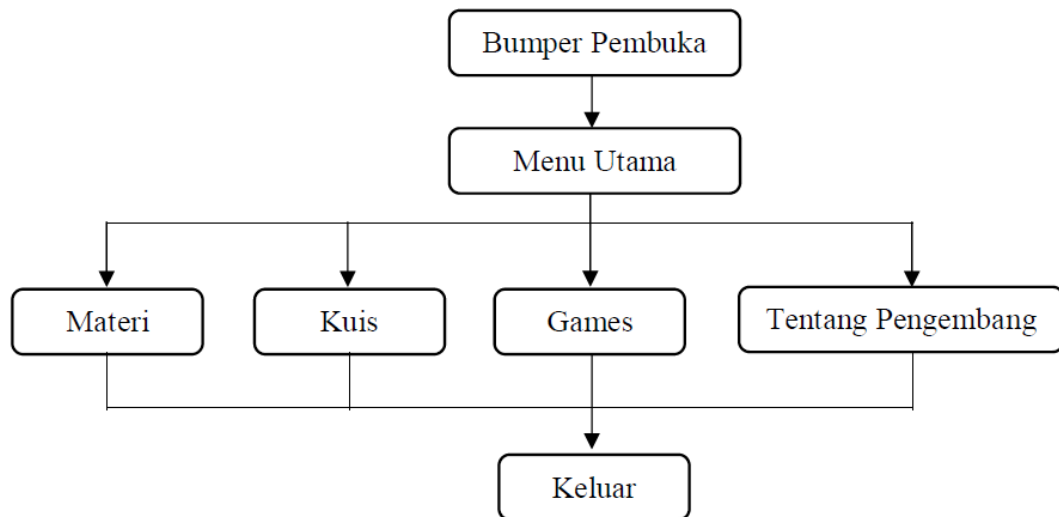 Bumper Pembuka
Menu Utama
Materi
Kuis
Games
Tentang Pengembang
Keluar